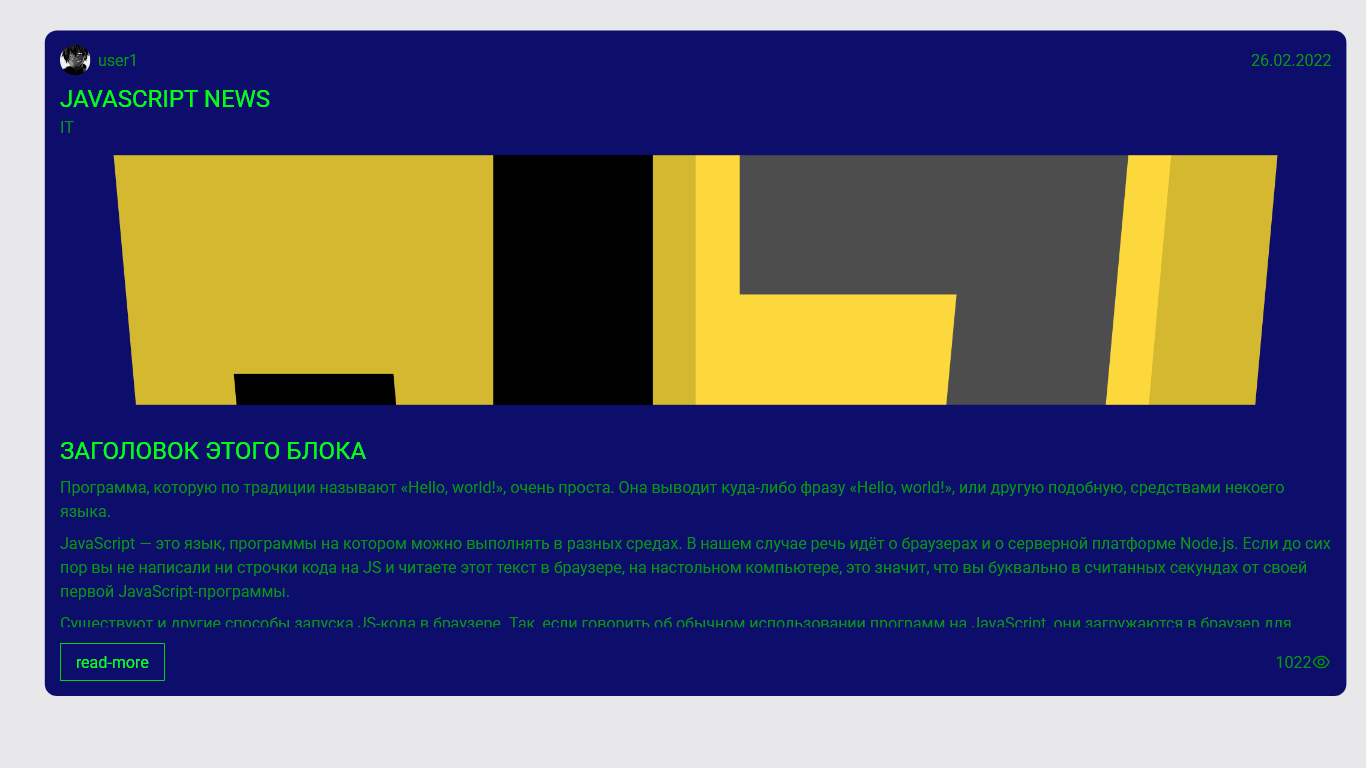 user1
26.02.2022
JAVASCRIPT NEWS
IT
ЗАГОЛОВОК ЭТОГО БЛОКА
Программа, которую по традиции называют «Hello, world!», очень проста. Она выводит куда-либо фразу «Hello, world!», или другую подобную, средствами некоего
языка.
JavaScript — это язык, программы на котором можно выполнять в разных средах. В нашем случае речь идёт о браузерах и о серверной платформе Node.js. Если до сих
пор вы не написали ни строчки кода на JS и читаете этот текст в браузере, на настольном компьютере, это значит, что вы буквально в считанных секундах от своей
первой JavaScript-программы.
Существуют и другие способы запуска JS-кода в браузере. Так, если говорить об обычном использовании программ на JavaScript, они загружаются в браузер для
read-more
1022